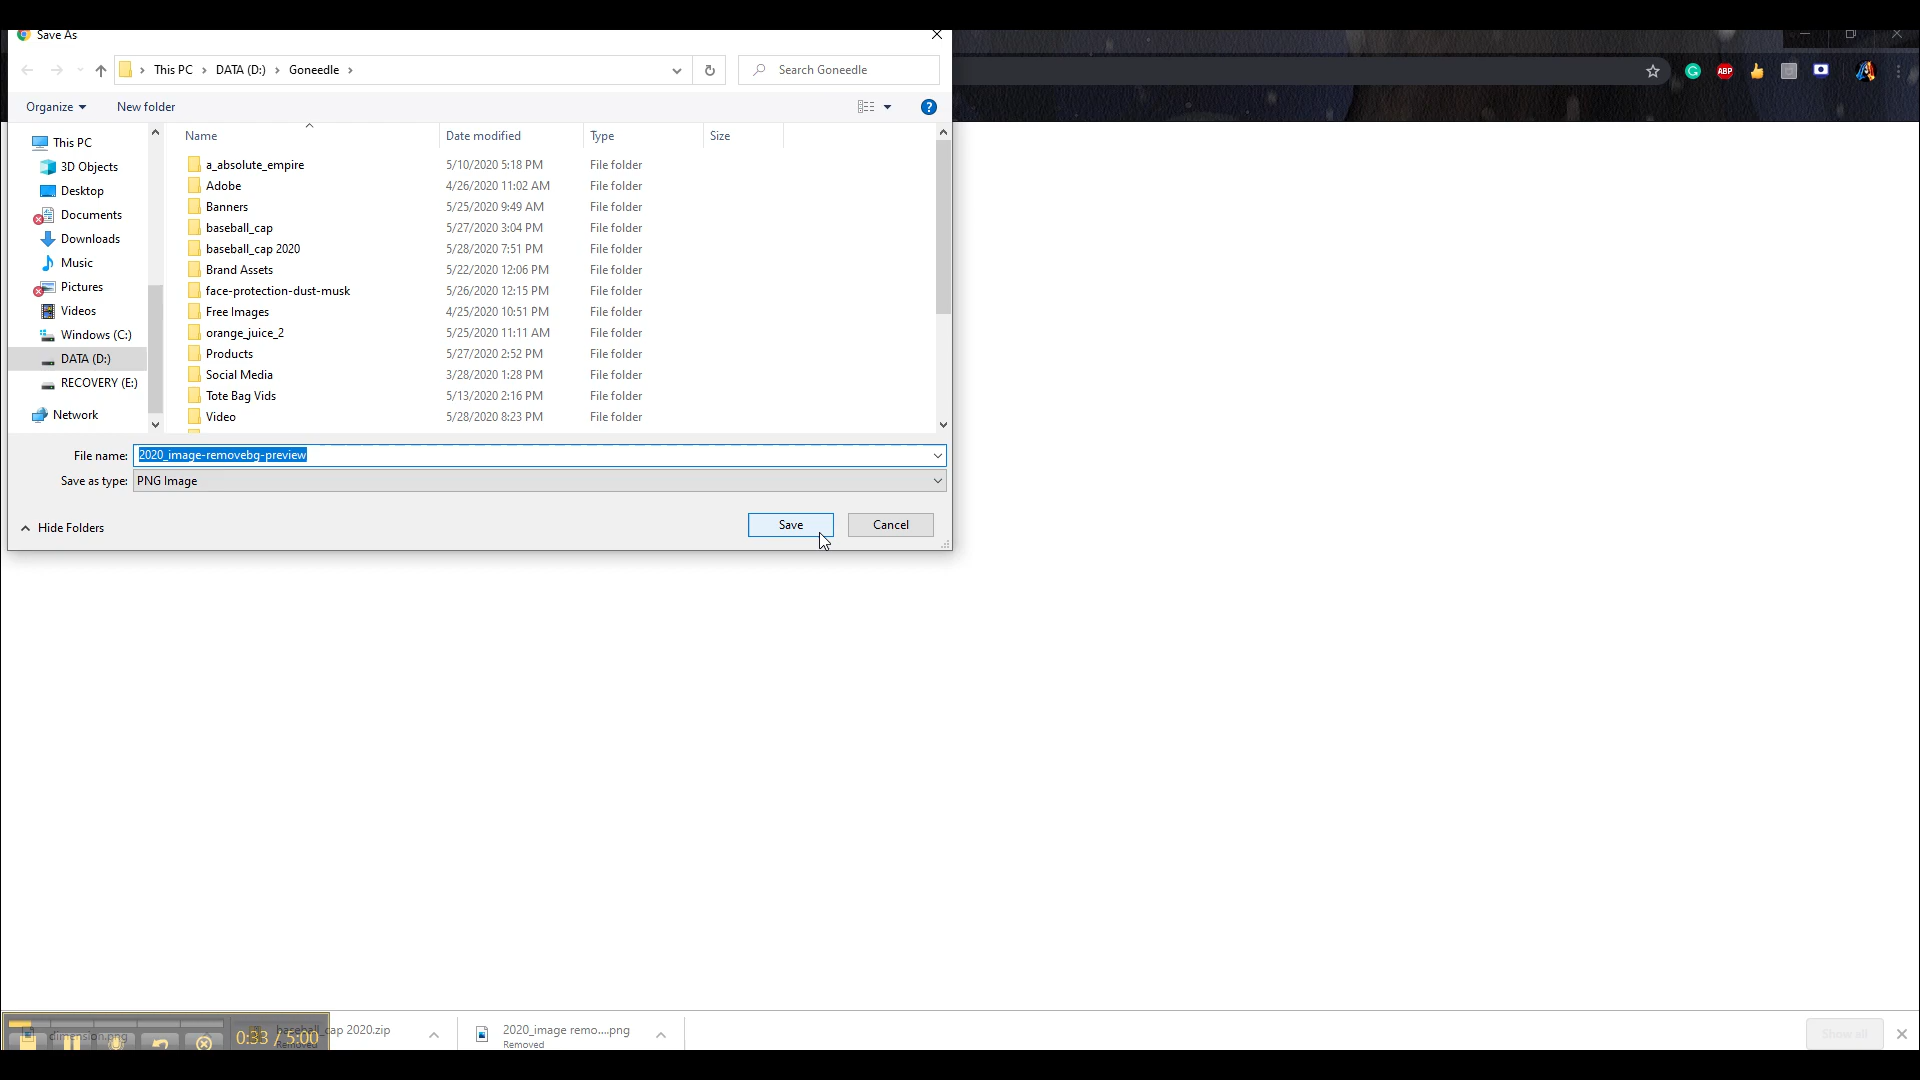 Save As
This PC > DATA (D:) > Goneedle >
Search Goneedle
ABP
Organize
New folder
?
Name Date modified Type Size
This PC
3D Objects
Desktop
Documents
Downloads
Music
Pictures
Videos
Windows (C:)
DATA (D:)
RECOVERY (E:)
Network
a_absolute_empire 5/10/2020 5:18 PM File folder
Adobe 4/26/2020 11:02 AM File folder
Banners 5/25/2020 9:49 AM File folder
baseball_cap 5/27/2020 3:04 PM File folder
baseball_cap 2020 5/28/2020 7:51 PM File folder
Brand Assets 5/22/2020 12:06 PM File folder
face-protection-dust-musk 5/26/2020 12:15 PM File folder
Free Images 4/25/2020 10:51 PM File folder
orange_juice_2 5/25/2020 11:11 AM File folder
Products 5/27/2020 2:52 PM File folder
Social Media 3/28/2020 1:28 PM File folder
Tote Bag Vids 5/13/2020 2:16 PM File folder
Video 5/28/2020 8:23 PM File folder
File name: 2020_image-removebg-preview
Save as type: PNG Image
Hide Folders
Save
Cancel
dimension.png
0:33 / 5:00
baseball_cap 2020.zip
Removed
2020_image remo....png
Removed
Show all